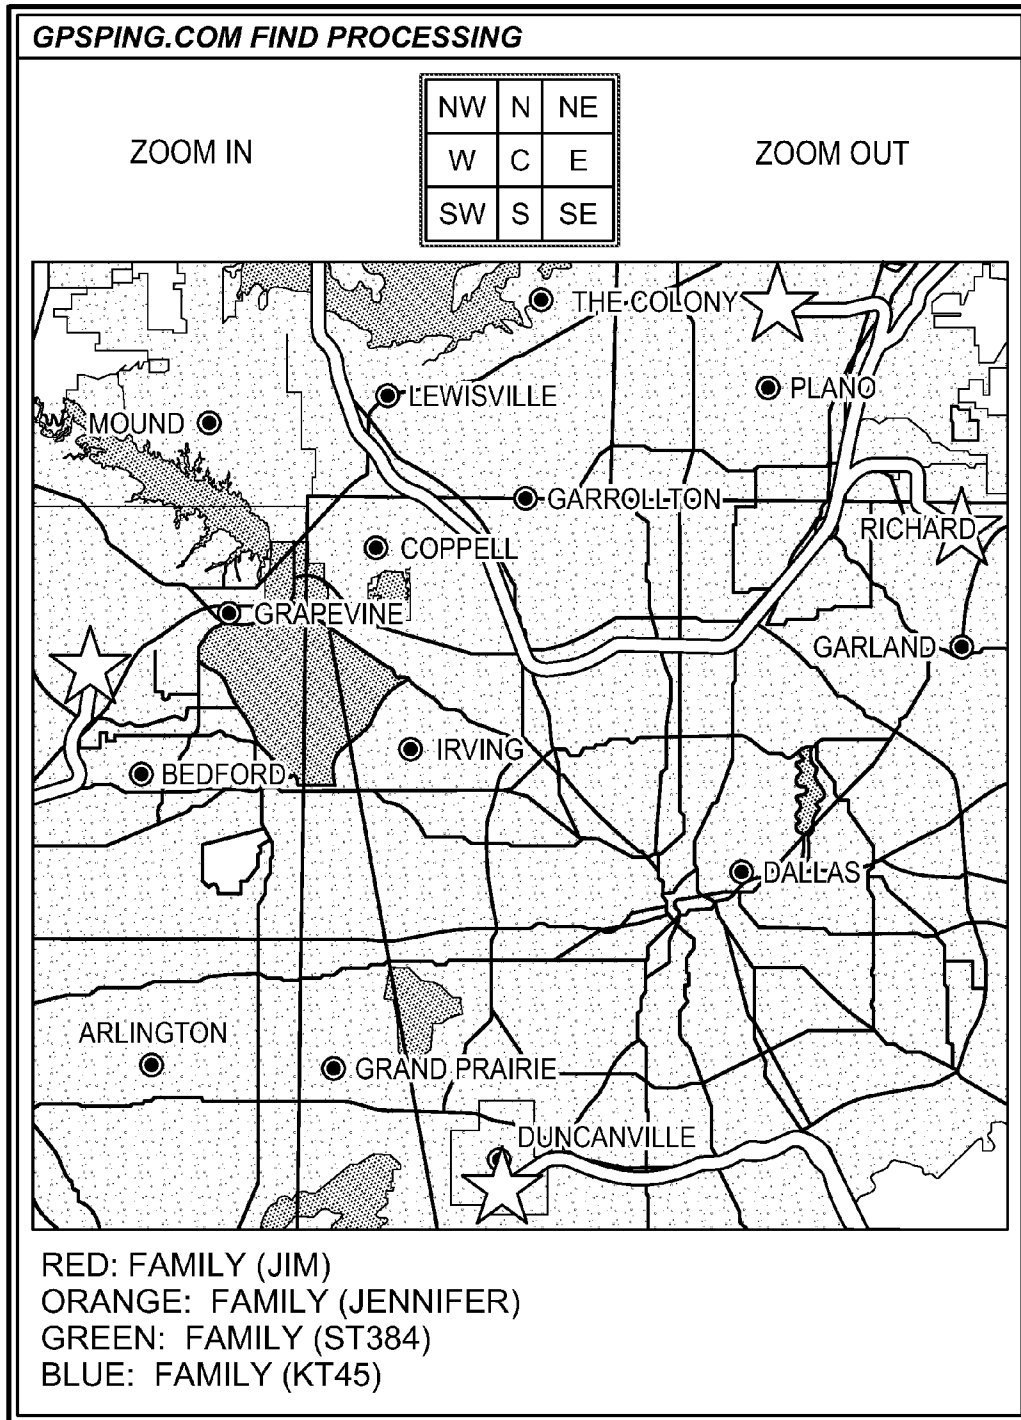 GPSPING.COM FIND PROCESSING
ZOOM IN
NW N NE
W C E
SW S SE
ZOOM OUT
THE COLONY
PLANO
LEWISVILLE
MOUND
GARROLLTON
RICHARD
COPPELL
GRAPEVINE
GARLAND
IRVING
BEDFORD
DALLAS
ARLINGTON
GRAND PRAIRIE
DUNCANVILLE
RED: FAMILY (JIM)
ORANGE: FAMILY (JENNIFER)
GREEN: FAMILY (ST384)
BLUE: FAMILY (KT45)